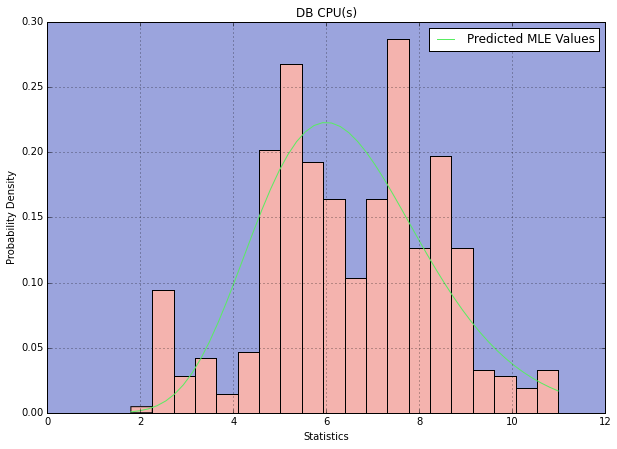 DB CPU(s)
Predicted MLE Values
0.30
0.25
0.20
0.15
0.10
0.05
0.00
Probability Density
0 2 4 6 8 10 12
Statistics